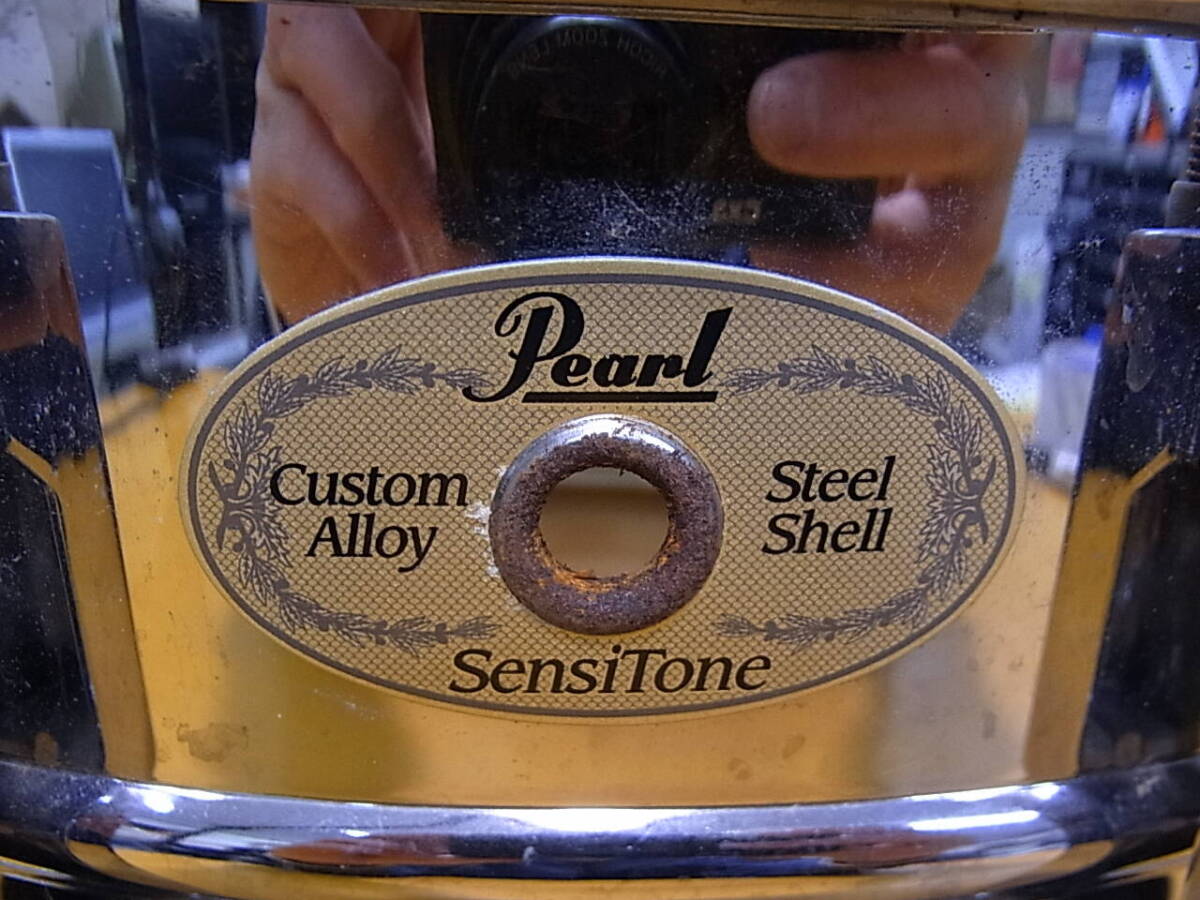 Pearl
Custom
Alloy
Steel
Shell
SensiTone